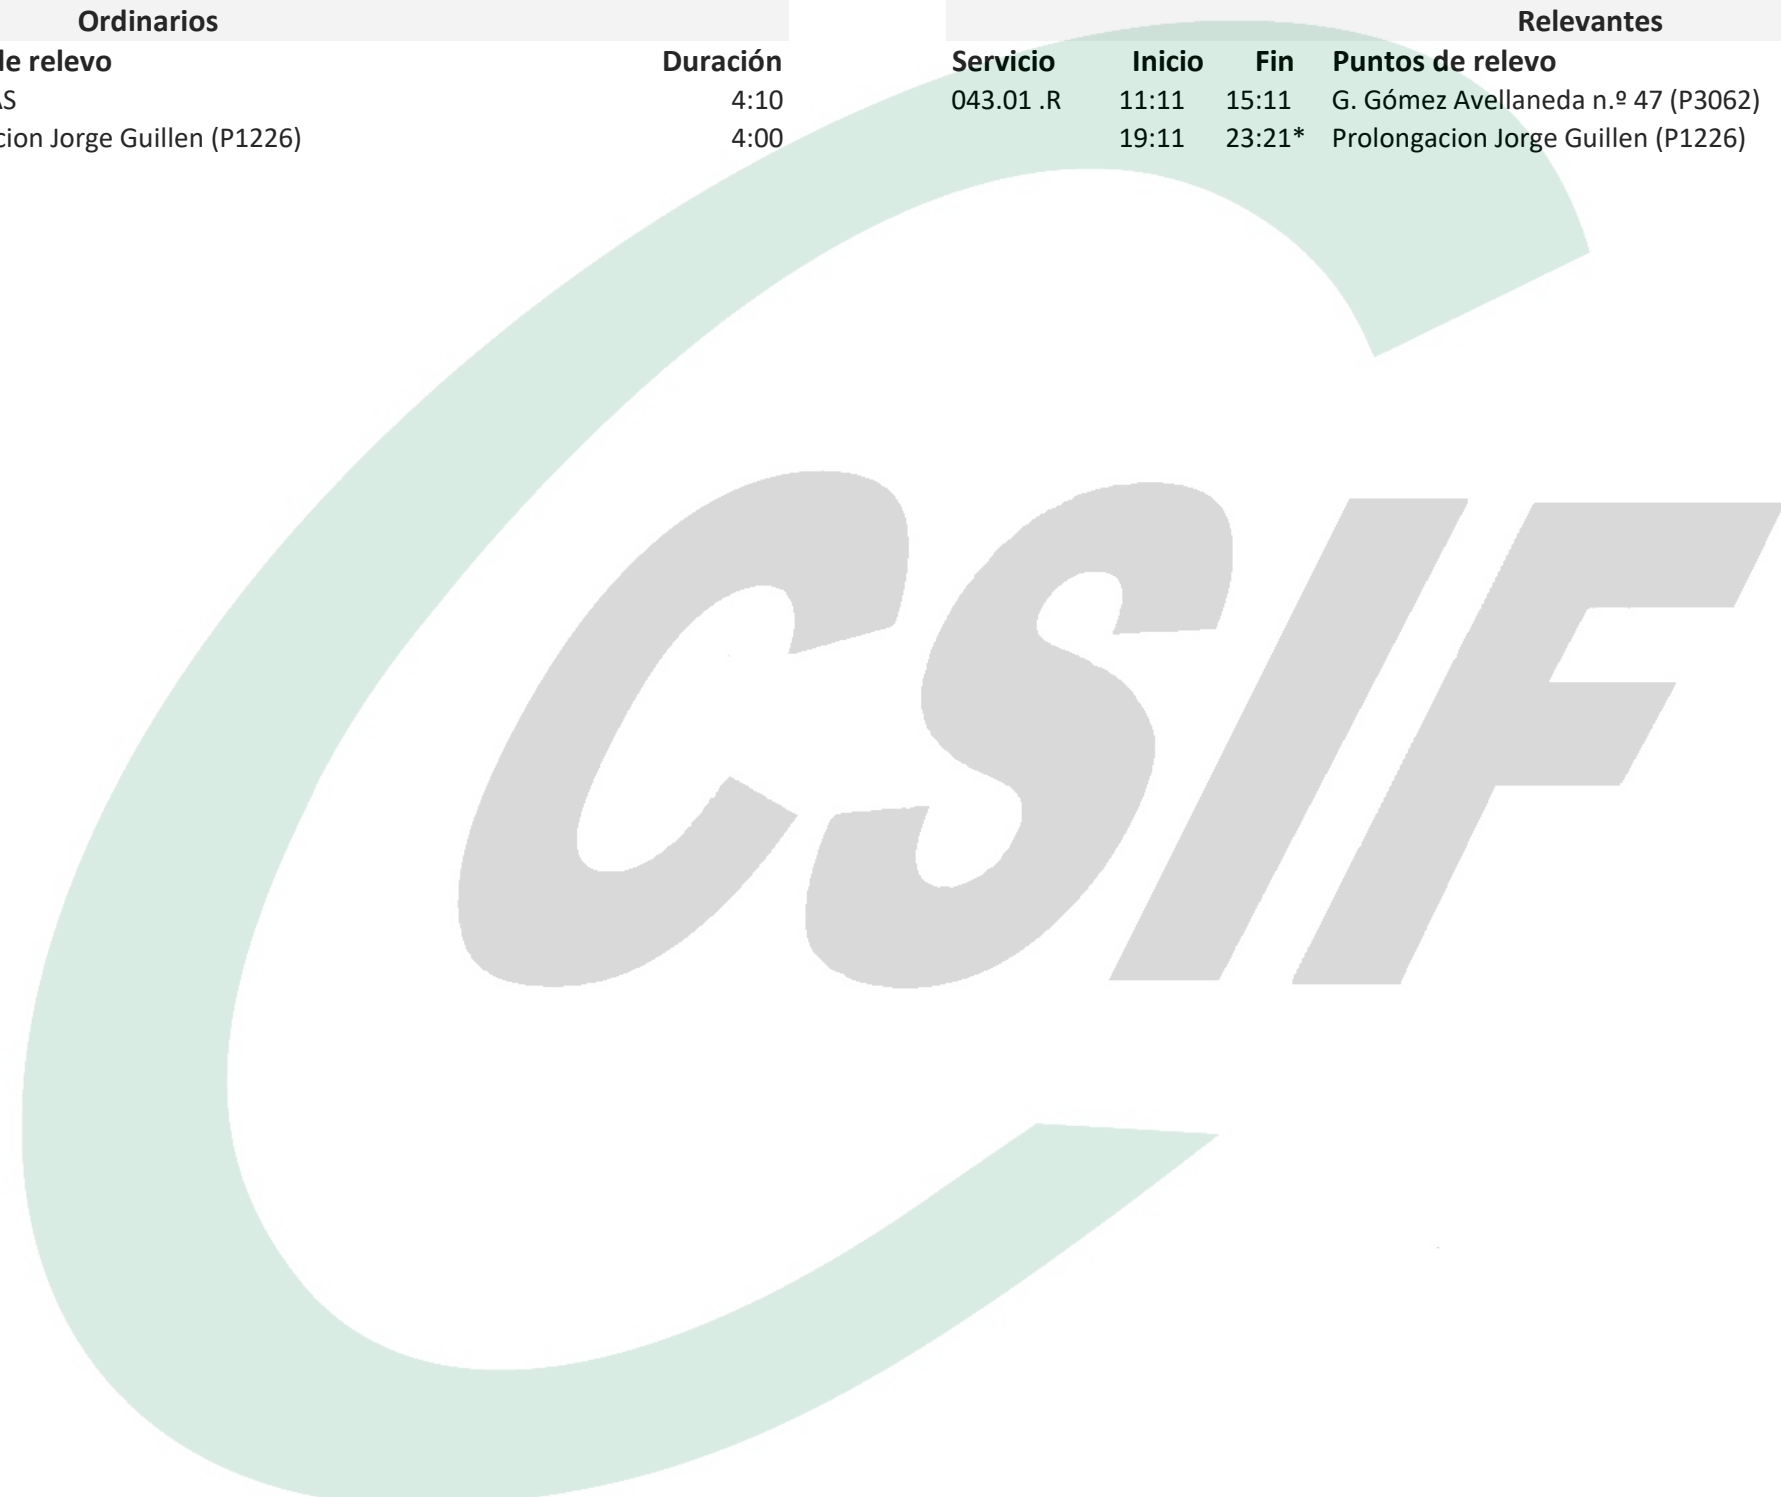 Ordinarios Relevantes
de relevo Duración Servicio Inicio Fin Puntos de relevo
AS 4:10 043.01 .R 11:11 15:11 G. Gómez Avellaneda n.º 47 (P3062)
cion Jorge Guillen (P1226) 4:00 19:11 23:21* Prolongacion Jorge Guillen (P1226)
CSIF